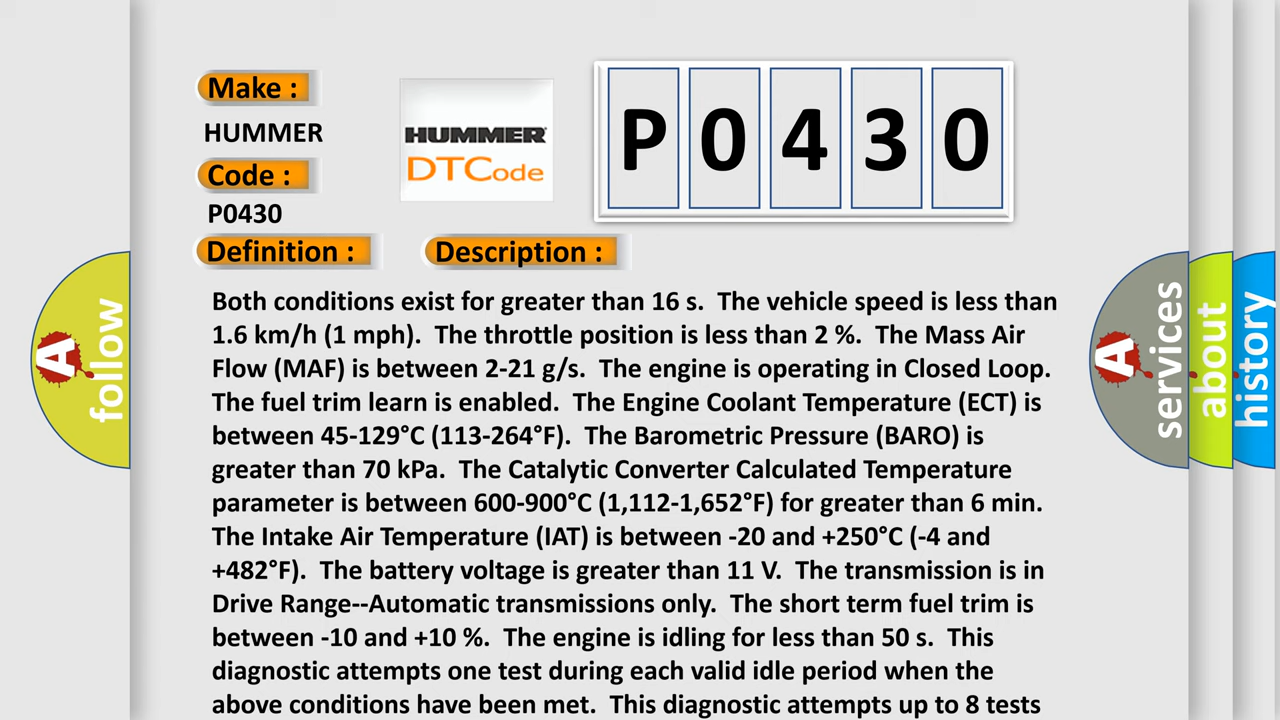 Make :
HUMMER
Code :
P0430
HUMMER
DTCode
P0430
Definition :
Description :
Both conditions exist for greater than 16 s. The vehicle speed is less than
1.6 km/h (1 mph). The throttle position is less than 2 %. The Mass Air
Flow (MAF) is between 2-21 g/s. The engine is operating in Closed Loop.
The fuel trim learn is enabled. The Engine Coolant Temperature (ECT) is
between 45-129°C (113-264°F). The Barometric Pressure (BARO) is
greater than 70 kPa. The Catalytic Converter Calculated Temperature
parameter is between 600-900°C (1,112-1,652°F) for greater than 6 min.
The Intake Air Temperature (IAT) is between -20 and +250°C (-4 and
+482°F). The battery voltage is greater than 11 V. The transmission is in
Drive Range--Automatic transmissions only. The short term fuel trim is
between -10 and +10 %. The engine is idling for less than 50 s. This
diagnostic attempts one test during each valid idle period when the
above conditions have been met. This diagnostic attempts up to 8 tests
A
follow
A
services
about
history